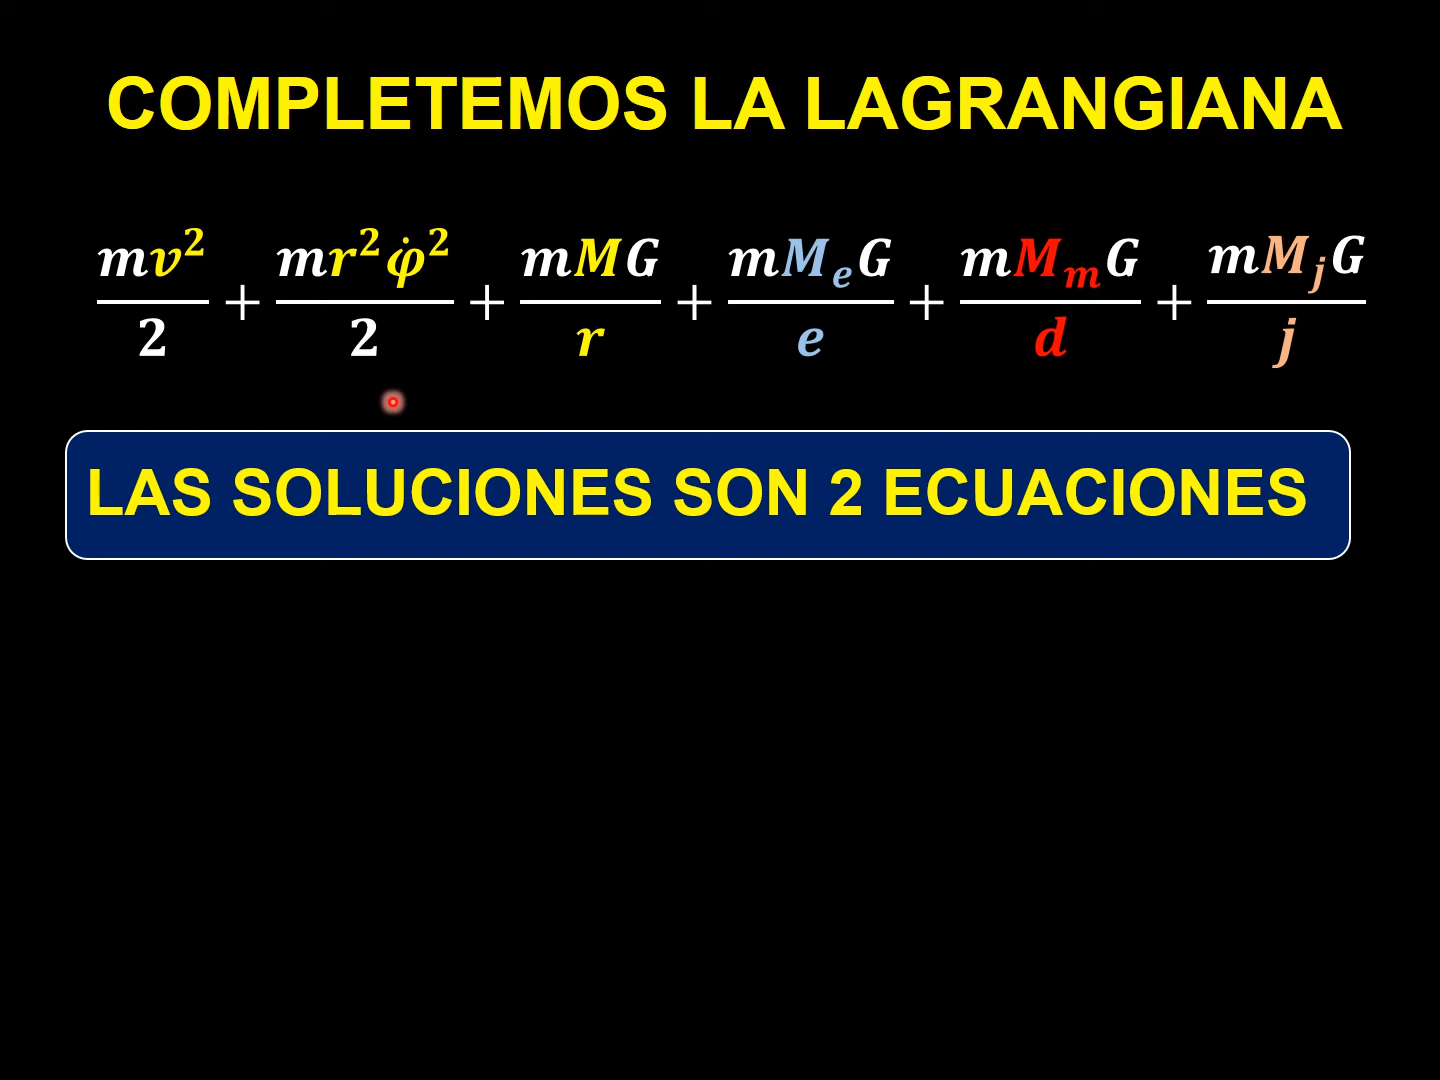 COMPLETEMOS LA LAGRANGIANA
mv²/2 + mr²φ̇²/2 + mMG/r + mMₑG/e + mMₘG/d + mMⱼG/j
LAS SOLUCIONES SON 2 ECUACIONES